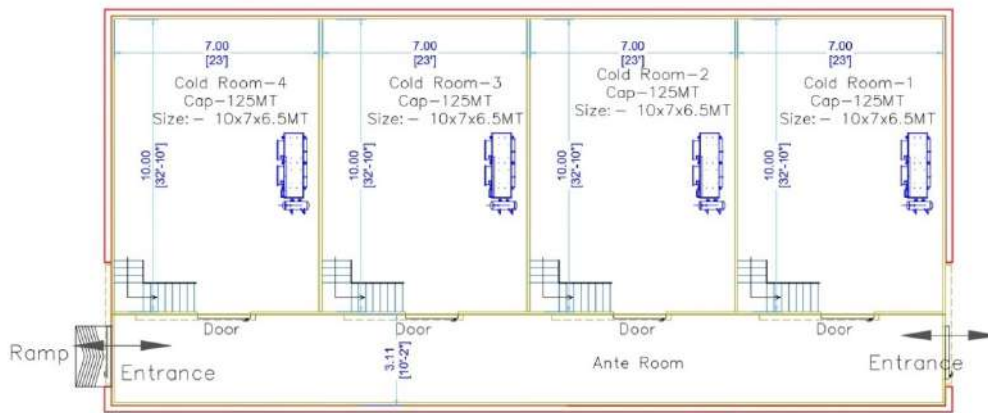 7.00
[23']
7.00
[23']
7.00
[23']
7.00
[23']
Cold Room-4
Cap-125MT
Size:- 10x7x6.5MT
Cold Room-3
Cap-125MT
Size:- 10x7x6.5MT
Cold Room-2
Cap-125MT
Size:- 10x7x6.5MT
Cold Room-1
Cap-125MT
Size:- 10x7x6.5MT
10.00
[32'-10"]
10.00
[32'-10"]
10.00
[32'-10"]
10.00
[32'-10"]
Door
Door
Door
Door
Ramp
Entrance
3.11
[10'-2"]
Ante Room
Entrance